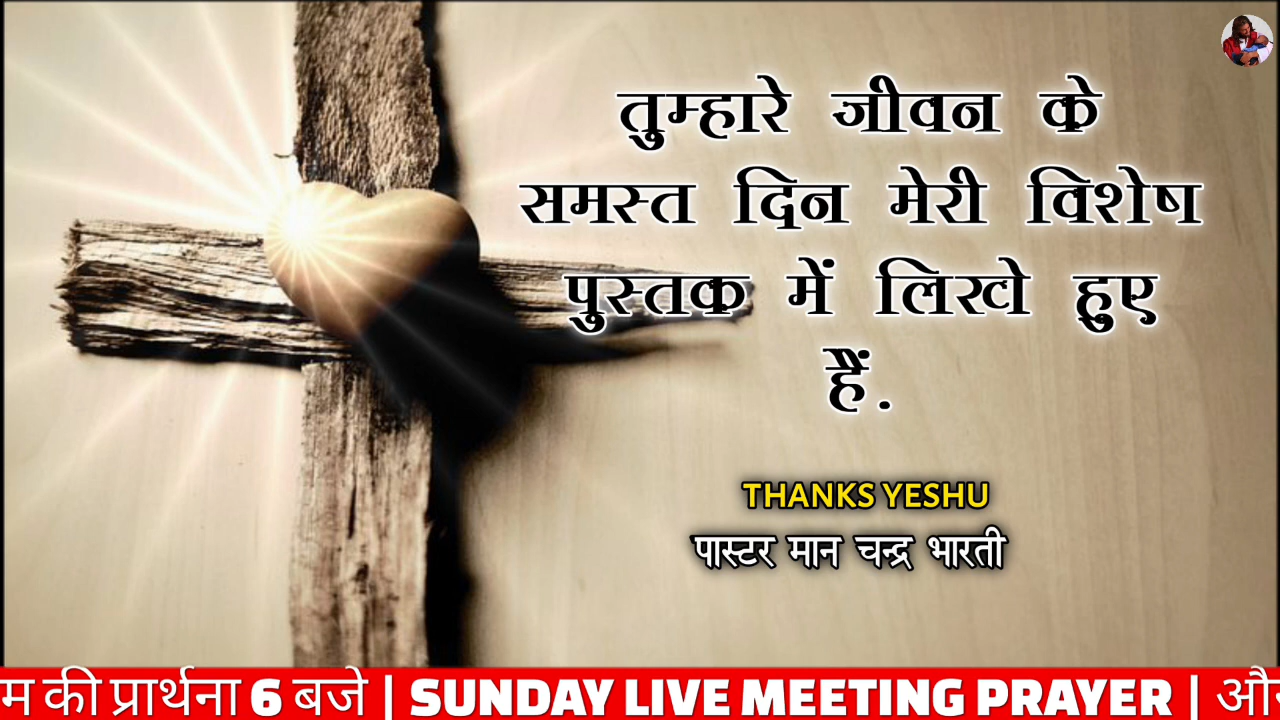 तुम्हारे जीवन के
समस्त दिन मेरी विशेष
पुस्तक में लिखे हुए
हैं.
THANKS YESHU
पास्टर मान चन्द्र भारती
म की प्रार्थना 6 बजे | SUNDAY LIVE MEETING PRAYER |